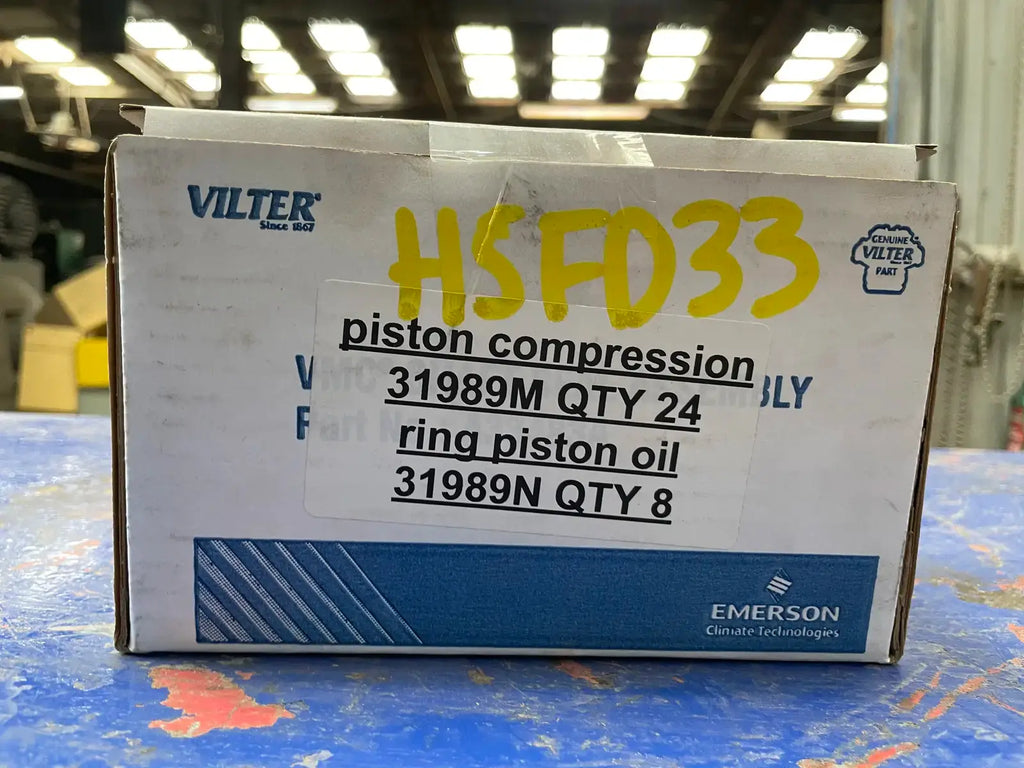 VILTER
Since 1867
HSFD33
GENUINE
VILTER
PART
piston compression
31989M QTY 24
ring piston oil
31989N QTY 8
EMERSON
Climate Technologies